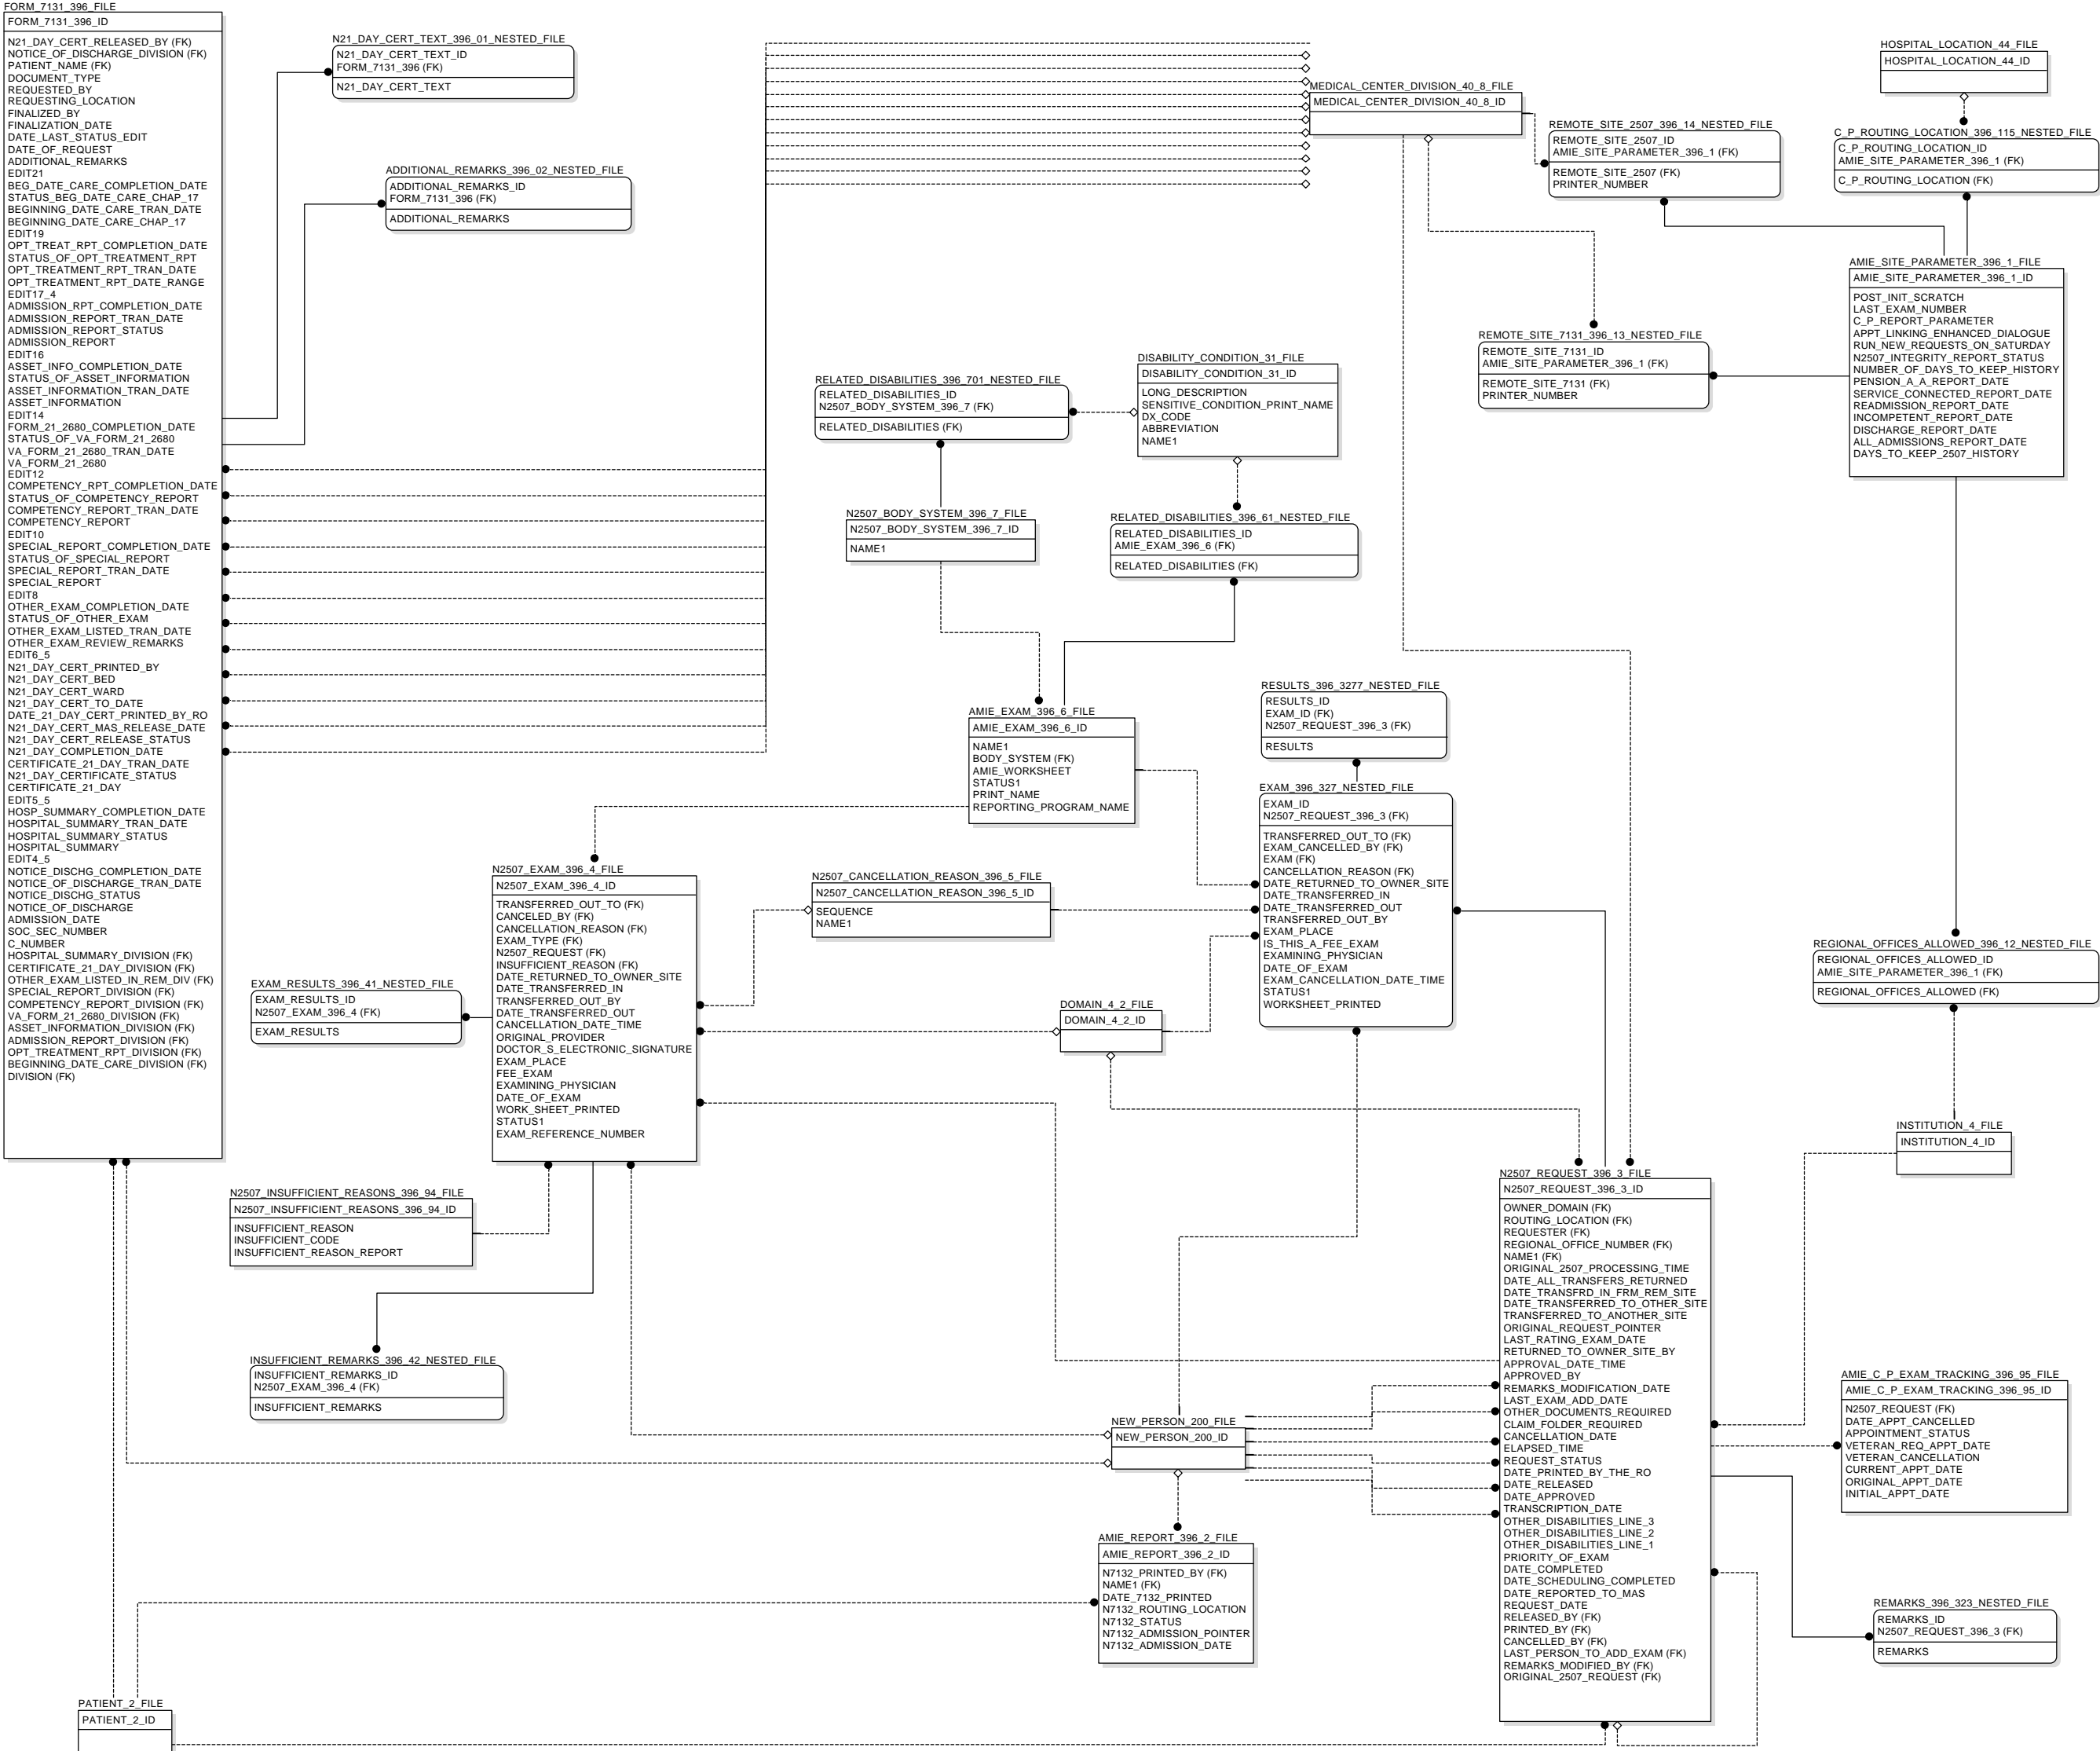 FORM_7131_396_FILE
FORM_7131_396_ID
N21_DAY_CERT_RELEASED_BY (FK)
NOTICE_OF_DISCHARGE_DIVISION (FK)
PATIENT_NAME (FK)
DOCUMENT_TYPE
REQUESTED_BY
REQUESTING_LOCATION
FINALIZED_BY
FINALIZATION_DATE
DATE_LAST_STATUS_EDIT
DATE_OF_REQUEST
ADDITIONAL_REMARKS
EDIT21
BEG_DATE_CARE_COMPLETION_DATE
STATUS_BEG_DATE_CARE_CHAP_17
BEGINNING_DATE_CARE_TRAN_DATE
BEGINNING_DATE_CARE_CHAP_17
EDIT19
OPT_TREAT_RPT_COMPLETION_DATE
STATUS_OF_OPT_TREATMENT_RPT
OPT_TREATMENT_RPT_TRAN_DATE
OPT_TREATMENT_RPT_DATE_RANGE
EDIT17_4
ADMISSION_RPT_COMPLETION_DATE
ADMISSION_REPORT_TRAN_DATE
ADMISSION_REPORT_STATUS
ADMISSION_REPORT
EDIT16
ASSET_INFO_COMPLETION_DATE
STATUS_OF_ASSET_INFORMATION
ASSET_INFORMATION_TRAN_DATE
ASSET_INFORMATION
EDIT14
FORM_21_2680_COMPLETION_DATE
STATUS_OF_VA_FORM_21_2680
VA_FORM_21_2680_TRAN_DATE
VA_FORM_21_2680
EDIT12
COMPETENCY_RPT_COMPLETION_DATE
STATUS_OF_COMPETENCY_REPORT
COMPETENCY_REPORT_TRAN_DATE
COMPETENCY_REPORT
EDIT10
SPECIAL_REPORT_COMPLETION_DATE
STATUS_OF_SPECIAL_REPORT
SPECIAL_REPORT_TRAN_DATE
SPECIAL_REPORT
EDIT8
OTHER_EXAM_COMPLETION_DATE
STATUS_OF_OTHER_EXAM
OTHER_EXAM_LISTED_TRAN_DATE
OTHER_EXAM_REVIEW_REMARKS
EDIT6_5
N21_DAY_CERT_PRINTED_BY
N21_DAY_CERT_BED
N21_DAY_CERT_WARD
N21_DAY_CERT_TO_DATE
DATE_21_DAY_CERT_PRINTED_BY_RO
N21_DAY_CERT_MAS_RELEASE_DATE
N21_DAY_CERT_RELEASE_STATUS
N21_DAY_COMPLETION_DATE
CERTIFICATE_21_DAY_TRAN_DATE
N21_DAY_CERTIFICATE_STATUS
CERTIFICATE_21_DAY
EDIT5_5
HOSP_SUMMARY_COMPLETION_DATE
HOSPITAL_SUMMARY_TRAN_DATE
HOSPITAL_SUMMARY_STATUS
HOSPITAL_SUMMARY
EDIT4_5
NOTICE_DISCHG_COMPLETION_DATE
NOTICE_OF_DISCHARGE_TRAN_DATE
NOTICE_DISCHG_STATUS
NOTICE_OF_DISCHARGE
ADMISSION_DATE
SOC_SEC_NUMBER
C_NUMBER
HOSPITAL_SUMMARY_DIVISION (FK)
CERTIFICATE_21_DAY_DIVISION (FK)
OTHER_EXAM_LISTED_IN_REM_DIV (FK)
SPECIAL_REPORT_DIVISION (FK)
COMPETENCY_REPORT_DIVISION (FK)
VA_FORM_21_2680_DIVISION (FK)
ASSET_INFORMATION_DIVISION (FK)
ADMISSION_REPORT_DIVISION (FK)
OPT_TREATMENT_RPT_DIVISION (FK)
BEGINNING_DATE_CARE_DIVISION (FK)
DIVISION (FK)
N21_DAY_CERT_TEXT_396_01_NESTED_FILE
N21_DAY_CERT_TEXT_ID
FORM_7131_396 (FK)
N21_DAY_CERT_TEXT
ADDITIONAL_REMARKS_396_02_NESTED_FILE
ADDITIONAL_REMARKS_ID
FORM_7131_396 (FK)
ADDITIONAL_REMARKS
MEDICAL_CENTER_DIVISION_40_8_FILE
MEDICAL_CENTER_DIVISION_40_8_ID
HOSPITAL_LOCATION_44_FILE
HOSPITAL_LOCATION_44_ID
REMOTE_SITE_2507_396_14_NESTED_FILE
REMOTE_SITE_2507_ID
AMIE_SITE_PARAMETER_396_1 (FK)
REMOTE_SITE_2507 (FK)
PRINTER_NUMBER
C_P_ROUTING_LOCATION_396_115_NESTED_FILE
C_P_ROUTING_LOCATION_ID
AMIE_SITE_PARAMETER_396_1 (FK)
C_P_ROUTING_LOCATION (FK)
AMIE_SITE_PARAMETER_396_1_FILE
AMIE_SITE_PARAMETER_396_1_ID
POST_INIT_SCRATCH
LAST_EXAM_NUMBER
C_P_REPORT_PARAMETER
APPT_LINKING_ENHANCED_DIALOGUE
RUN_NEW_REQUESTS_ON_SATURDAY
N2507_INTEGRITY_REPORT_STATUS
NUMBER_OF_DAYS_TO_KEEP_HISTORY
PENSION_A_A_REPORT_DATE
SERVICE_CONNECTED_REPORT_DATE
READMISSION_REPORT_DATE
INCOMPETENT_REPORT_DATE
DISCHARGE_REPORT_DATE
ALL_ADMISSIONS_REPORT_DATE
DAYS_TO_KEEP_2507_HISTORY
REMOTE_SITE_7131_396_13_NESTED_FILE
REMOTE_SITE_7131_ID
AMIE_SITE_PARAMETER_396_1 (FK)
REMOTE_SITE_7131 (FK)
PRINTER_NUMBER
DISABILITY_CONDITION_31_FILE
DISABILITY_CONDITION_31_ID
LONG_DESCRIPTION
SENSITIVE_CONDITION_PRINT_NAME
DX_CODE
ABBREVIATION
NAME1
RELATED_DISABILITIES_396_701_NESTED_FILE
RELATED_DISABILITIES_ID
N2507_BODY_SYSTEM_396_7 (FK)
RELATED_DISABILITIES (FK)
N2507_BODY_SYSTEM_396_7_FILE
N2507_BODY_SYSTEM_396_7_ID
NAME1
RELATED_DISABILITIES_396_61_NESTED_FILE
RELATED_DISABILITIES_ID
AMIE_EXAM_396_6 (FK)
RELATED_DISABILITIES (FK)
AMIE_EXAM_396_6_FILE
AMIE_EXAM_396_6_ID
NAME1
BODY_SYSTEM (FK)
AMIE_WORKSHEET
STATUS1
PRINT_NAME
REPORTING_PROGRAM_NAME
RESULTS_396_3277_NESTED_FILE
RESULTS_ID
EXAM_ID (FK)
N2507_REQUEST_396_3 (FK)
RESULTS
EXAM_396_327_NESTED_FILE
EXAM_ID
N2507_REQUEST_396_3 (FK)
TRANSFERRED_OUT_TO (FK)
EXAM_CANCELLED_BY (FK)
EXAM (FK)
CANCELLATION_REASON (FK)
DATE_RETURNED_TO_OWNER_SITE
DATE_TRANSFERRED_IN
DATE_TRANSFERRED_OUT
TRANSFERRED_OUT_BY
EXAM_PLACE
IS_THIS_A_FEE_EXAM
EXAMINING_PHYSICIAN
DATE_OF_EXAM
EXAM_CANCELLATION_DATE_TIME
STATUS1
WORKSHEET_PRINTED
N2507_EXAM_396_4_FILE
N2507_EXAM_396_4_ID
TRANSFERRED_OUT_TO (FK)
CANCELED_BY (FK)
CANCELLATION_REASON (FK)
EXAM_TYPE (FK)
N2507_REQUEST (FK)
INSUFFICIENT_REASON (FK)
DATE_RETURNED_TO_OWNER_SITE
DATE_TRANSFERRED_IN
TRANSFERRED_OUT_BY
DATE_TRANSFERRED_OUT
CANCELLATION_DATE_TIME
ORIGINAL_PROVIDER
DOCTOR_S_ELECTRONIC_SIGNATURE
EXAM_PLACE
FEE_EXAM
EXAMINING_PHYSICIAN
DATE_OF_EXAM
WORK_SHEET_PRINTED
STATUS1
EXAM_REFERENCE_NUMBER
N2507_CANCELLATION_REASON_396_5_FILE
N2507_CANCELLATION_REASON_396_5_ID
SEQUENCE
NAME1
DOMAIN_4_2_FILE
DOMAIN_4_2_ID
EXAM_RESULTS_396_41_NESTED_FILE
EXAM_RESULTS_ID
N2507_EXAM_396_4 (FK)
EXAM_RESULTS
REGIONAL_OFFICES_ALLOWED_396_12_NESTED_FILE
REGIONAL_OFFICES_ALLOWED_ID
AMIE_SITE_PARAMETER_396_1 (FK)
REGIONAL_OFFICES_ALLOWED (FK)
INSTITUTION_4_FILE
INSTITUTION_4_ID
N2507_INSUFFICIENT_REASONS_396_94_FILE
N2507_INSUFFICIENT_REASONS_396_94_ID
INSUFFICIENT_REASON
INSUFFICIENT_CODE
INSUFFICIENT_REASON_REPORT
INSUFFICIENT_REMARKS_396_42_NESTED_FILE
INSUFFICIENT_REMARKS_ID
N2507_EXAM_396_4 (FK)
INSUFFICIENT_REMARKS
N2507_REQUEST_396_3_FILE
N2507_REQUEST_396_3_ID
OWNER_DOMAIN (FK)
ROUTING_LOCATION (FK)
REQUESTER (FK)
REGIONAL_OFFICE_NUMBER (FK)
NAME1 (FK)
ORIGINAL_2507_PROCESSING_TIME
DATE_ALL_TRANSFERS_RETURNED
DATE_TRANSFRD_IN_FRM_REM_SITE
DATE_TRANSFERRED_TO_OTHER_SITE
TRANSFERRED_TO_ANOTHER_SITE
ORIGINAL_REQUEST_POINTER
LAST_RATING_EXAM_DATE
RETURNED_TO_OWNER_SITE_BY
APPROVAL_DATE_TIME
APPROVED_BY
REMARKS_MODIFICATION_DATE
LAST_EXAM_ADD_DATE
OTHER_DOCUMENTS_REQUIRED
CLAIM_FOLDER_REQUIRED
CANCELLATION_DATE
ELAPSED_TIME
REQUEST_STATUS
DATE_PRINTED_BY_THE_RO
DATE_RELEASED
DATE_APPROVED
TRANSCRIPTION_DATE
OTHER_DISABILITIES_LINE_3
OTHER_DISABILITIES_LINE_2
OTHER_DISABILITIES_LINE_1
PRIORITY_OF_EXAM
DATE_COMPLETED
DATE_SCHEDULING_COMPLETED
DATE_REPORTED_TO_MAS
REQUEST_DATE
RELEASED_BY (FK)
PRINTED_BY (FK)
CANCELLED_BY (FK)
LAST_PERSON_TO_ADD_EXAM (FK)
REMARKS_MODIFIED_BY (FK)
ORIGINAL_2507_REQUEST (FK)
AMIE_C_P_EXAM_TRACKING_396_95_FILE
AMIE_C_P_EXAM_TRACKING_396_95_ID
N2507_REQUEST (FK)
DATE_APPT_CANCELLED
APPOINTMENT_STATUS
VETERAN_REQ_APPT_DATE
VETERAN_CANCELLATION
CURRENT_APPT_DATE
ORIGINAL_APPT_DATE
INITIAL_APPT_DATE
NEW_PERSON_200_FILE
NEW_PERSON_200_ID
AMIE_REPORT_396_2_FILE
AMIE_REPORT_396_2_ID
N7132_PRINTED_BY (FK)
NAME1 (FK)
DATE_7132_PRINTED
N7132_ROUTING_LOCATION
N7132_STATUS
N7132_ADMISSION_POINTER
N7132_ADMISSION_DATE
REMARKS_396_323_NESTED_FILE
REMARKS_ID
N2507_REQUEST_396_3 (FK)
REMARKS
PATIENT_2_FILE
PATIENT_2_ID